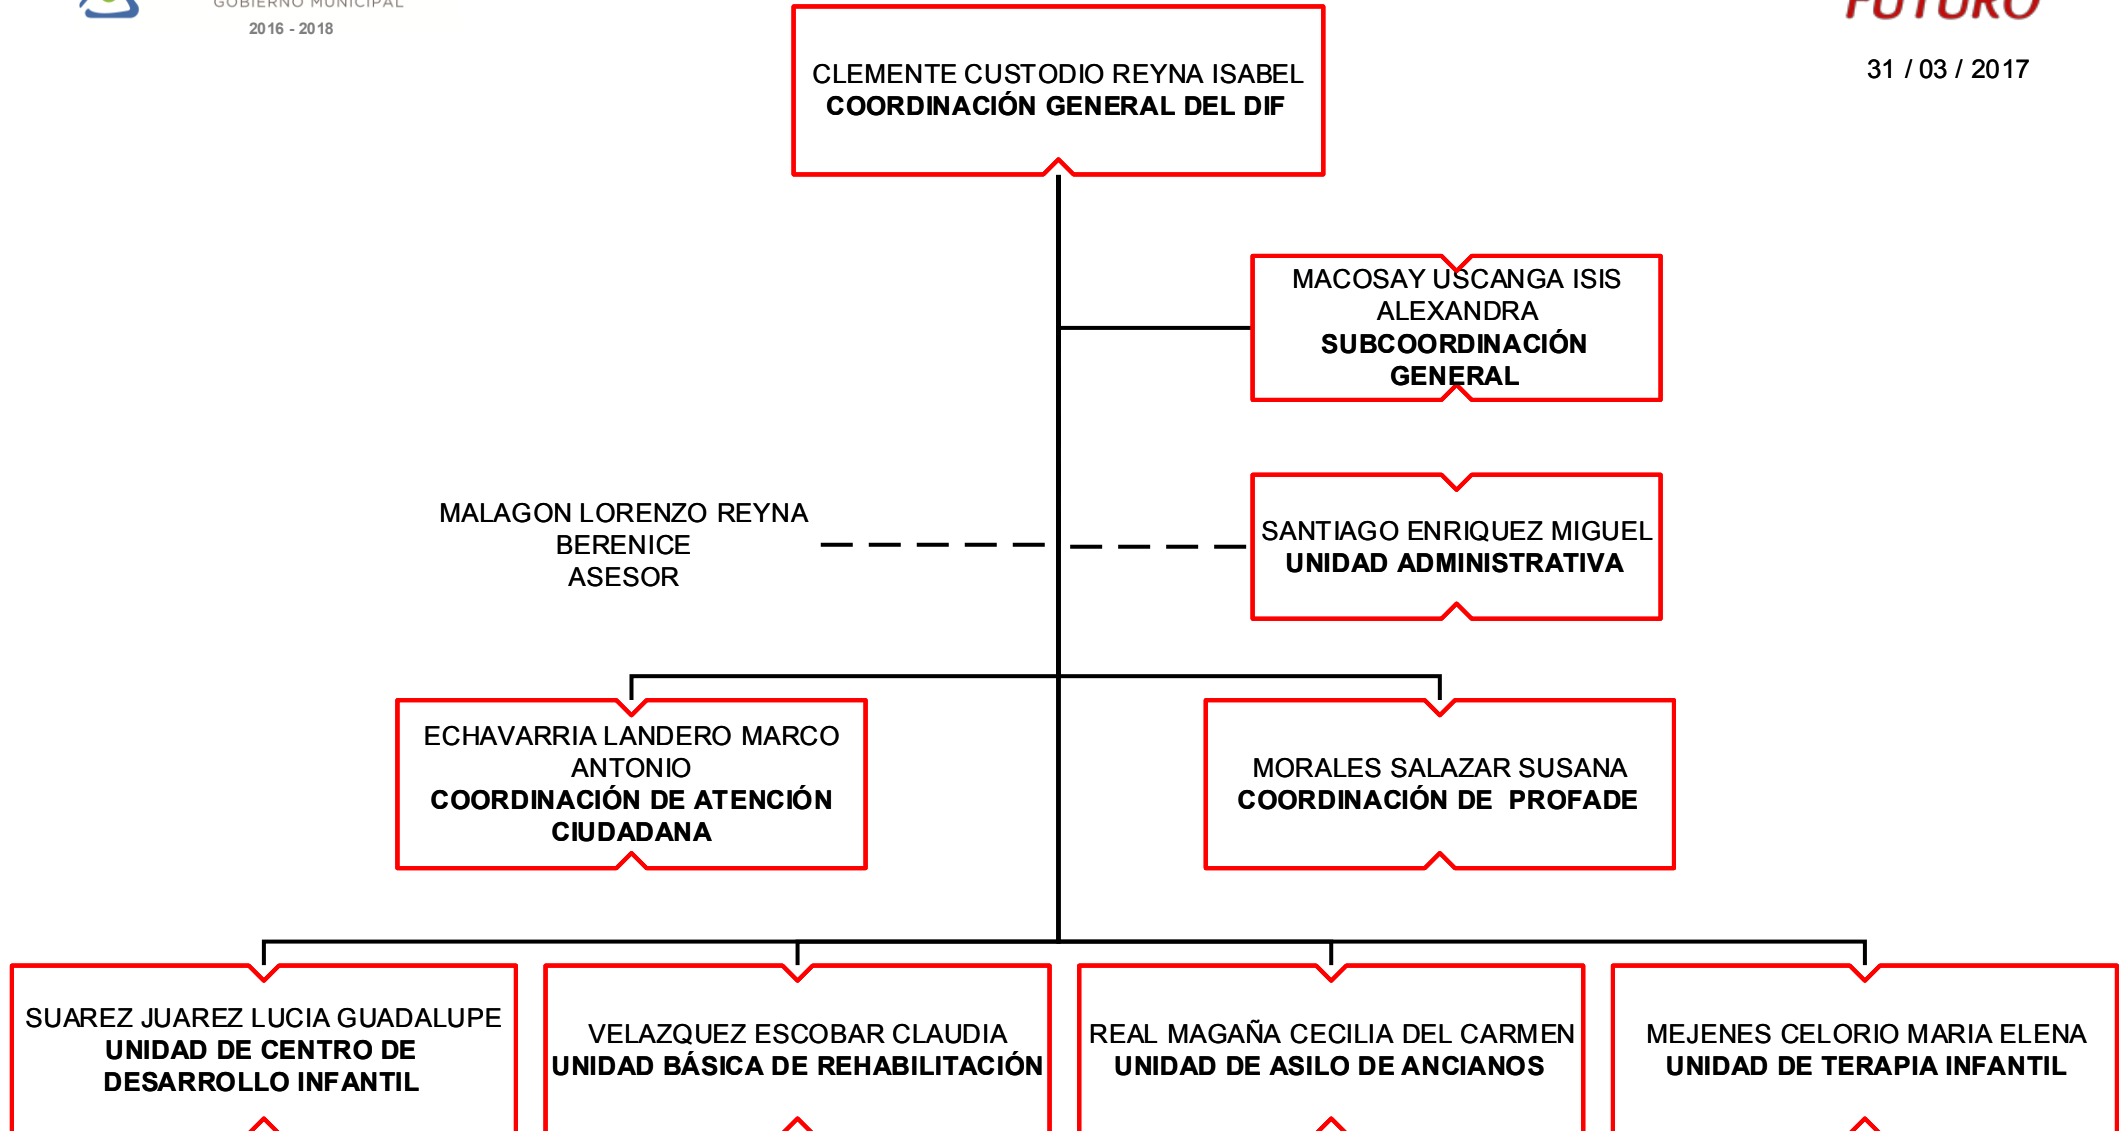 GOBIERNO MUNICIPAL
2016 - 2018
FUTURO
31 / 03 / 2017
CLEMENTE CUSTODIO REYNA ISABEL
COORDINACIÓN GENERAL DEL DIF
MACOSAY USCANGA ISIS
ALEXANDRA
SUBCOORDINACIÓN
GENERAL
MALAGON LORENZO REYNA
BERENICE
ASESOR
SANTIAGO ENRIQUEZ MIGUEL
UNIDAD ADMINISTRATIVA
ECHAVARRIA LANDERO MARCO
ANTONIO
COORDINACIÓN DE ATENCIÓN
CIUDADANA
MORALES SALAZAR SUSANA
COORDINACIÓN DE  PROFADE
SUAREZ JUAREZ LUCIA GUADALUPE
UNIDAD DE CENTRO DE
DESARROLLO INFANTIL
VELAZQUEZ ESCOBAR CLAUDIA
UNIDAD BÁSICA DE REHABILITACIÓN
REAL MAGAÑA CECILIA DEL CARMEN
UNIDAD DE ASILO DE ANCIANOS
MEJENES CELORIO MARIA ELENA
UNIDAD DE TERAPIA INFANTIL